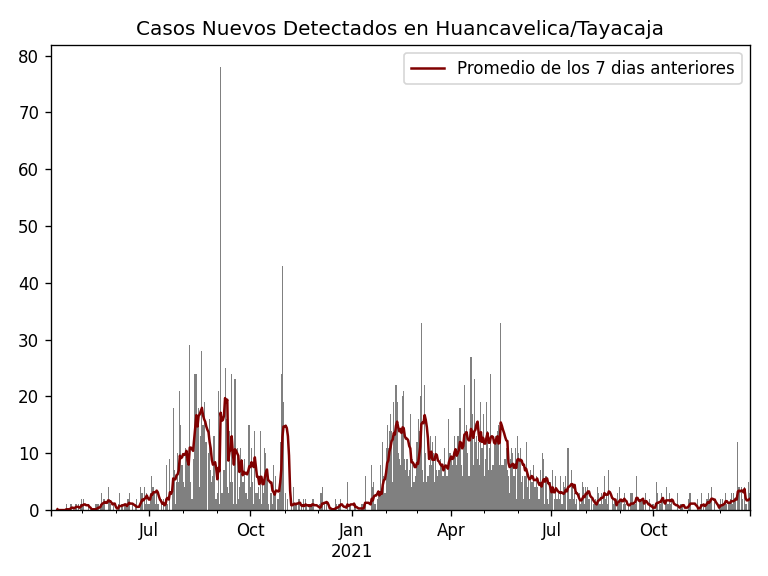 Casos Nuevos Detectados en Huancavelica/Tayacaja
Promedio de los 7 dias anteriores
80
70
60
50
40
30
20
10
0
Jul
Oct
Jan
2021
Apr
Jul
Oct